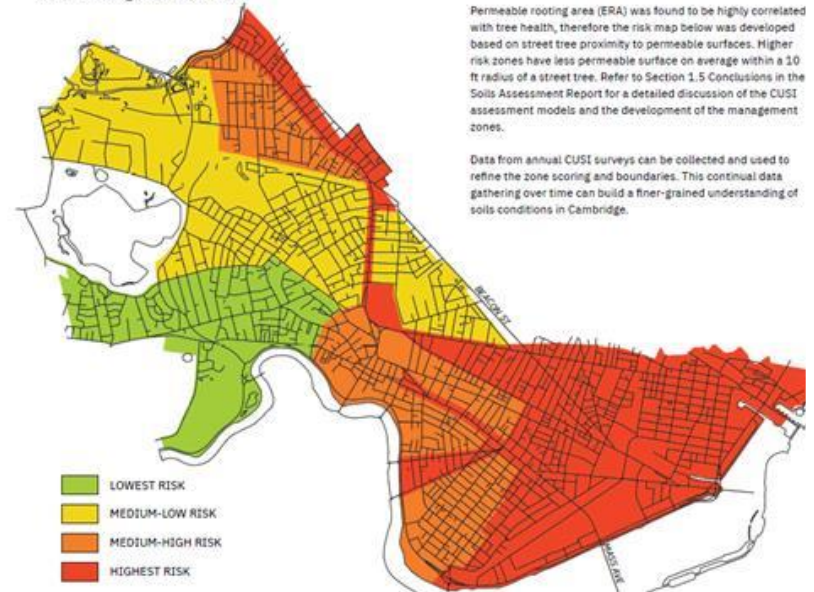 Permeable rooting area (ERA) was found to be highly correlated
with tree health, therefore the risk map below was developed
based on street tree proximity to permeable surfaces. Higher
risk zones have less permeable surface on average within a 10
ft radius of a street tree. Refer to Section 1.5 Conclusions in the
Soils Assessment Report for a detailed discussion of the CUSI
assessment models and the development of the management
zones.
Data from annual CUSI surveys can be collected and used to
refine the zone scoring and boundaries. This continual data
gathering over time can build a finer-grained understanding of
soils conditions in Cambridge.
BEACON ST
LOWEST RISK
MEDIUM-LOW RISK
MEDIUM-HIGH RISK
HIGHEST RISK
MASS AVE